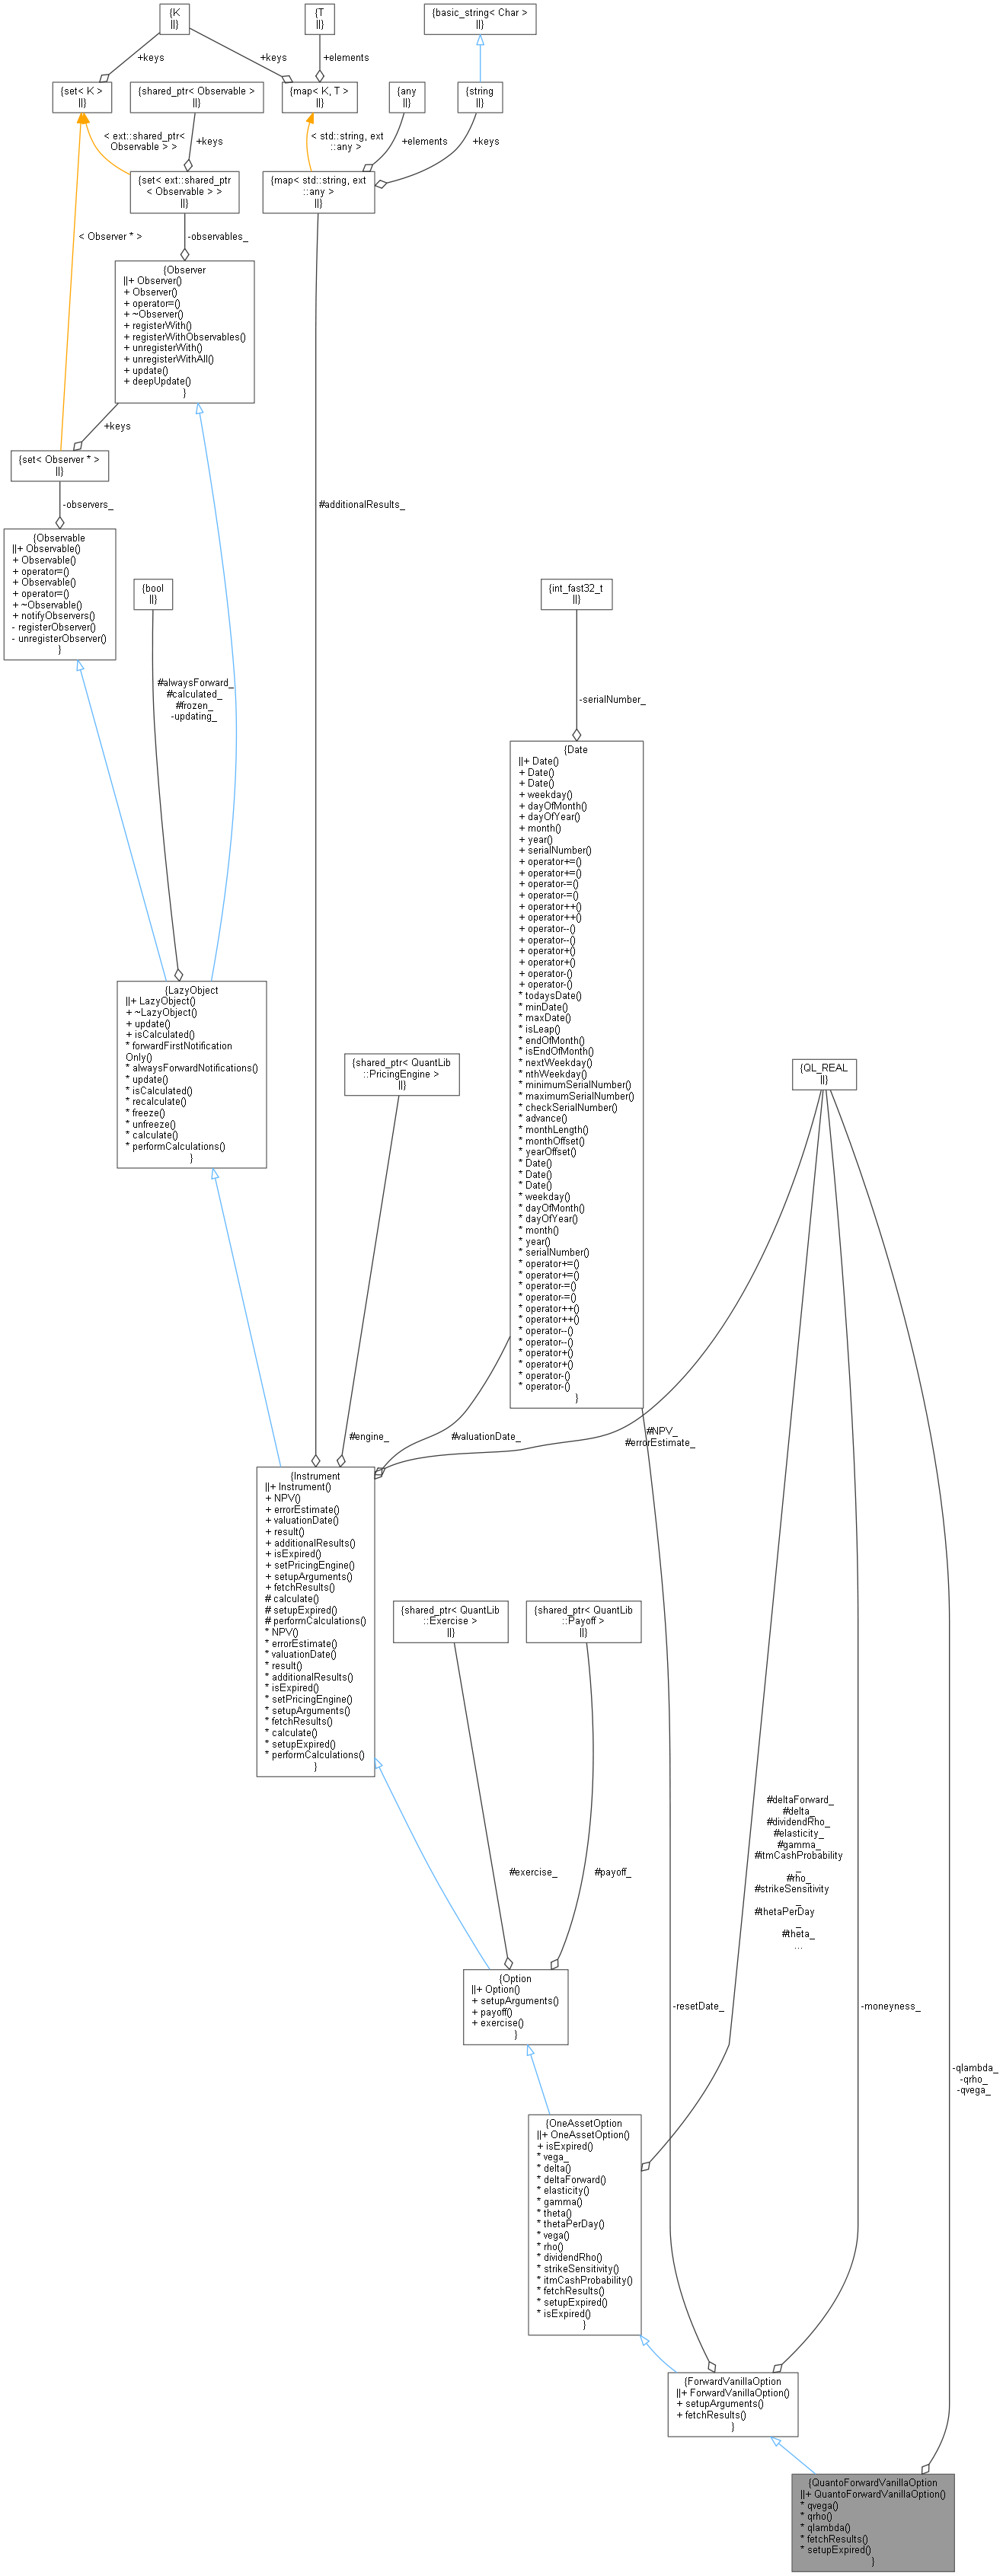 {K
||}
{T
||}
{basic_string< Char >
||}
+keys
+keys
+elements
{set< K >
||}
{shared_ptr< Observable >
||}
{map< K, T >
||}
{any
||}
{string
||}
< ext::shared_ptr<
Observable > >
+keys
< std::string, ext
::any >
+elements
+keys
{set< ext::shared_ptr
< Observable > >
||}
{map< std::string, ext
::any >
||}
< Observer * >
-observables_
{Observer
||+ Observer()
+ Observer()
+ operator=()
+ ~Observer()
+ registerWith()
+ registerWithObservables()
+ unregisterWith()
+ unregisterWithAll()
+ update()
+ deepUpdate()
}
+keys
{set< Observer * >
||}
-observers_
#additionalResults_
{Observable
||+ Observable()
+ Observable()
+ operator=()
+ Observable()
+ operator=()
+ ~Observable()
+ notifyObservers()
- registerObserver()
- unregisterObserver()
}
{bool
||}
{int_fast32_t
||}
#alwaysForward_
#calculated_
#frozen_
-updating_
-serialNumber_
{Date
||+ Date()
+ Date()
+ Date()
+ weekday()
+ dayOfMonth()
+ dayOfYear()
+ month()
+ year()
+ serialNumber()
+ operator+=()
+ operator+=()
+ operator-=()
+ operator-=()
+ operator++()
+ operator++()
+ operator--()
+ operator--()
+ operator+()
+ operator+()
+ operator-()
+ operator-()
* todaysDate()
* minDate()
* maxDate()
* isLeap()
* endOfMonth()
* isEndOfMonth()
* nextWeekday()
* nthWeekday()
* minimumSerialNumber()
* maximumSerialNumber()
* checkSerialNumber()
* advance()
* monthLength()
* monthOffset()
* yearOffset()
* Date()
* Date()
* Date()
* weekday()
* dayOfMonth()
* dayOfYear()
* month()
* year()
* serialNumber()
* operator+=()
* operator+=()
* operator-=()
* operator-=()
* operator++()
* operator++()
* operator--()
* operator--()
* operator+()
* operator+()
* operator-()
* operator-()
}
{LazyObject
||+ LazyObject()
+ ~LazyObject()
+ update()
+ isCalculated()
* forwardFirstNotification
Only()
* alwaysForwardNotifications()
* update()
* isCalculated()
* recalculate()
* freeze()
* unfreeze()
* calculate()
* performCalculations()
}
{shared_ptr< QuantLib
::PricingEngine >
||}
{QL_REAL
||}
#engine_
#valuationDate_
#NPV_
#errorEstimate_
{Instrument
||+ Instrument()
+ NPV()
+ errorEstimate()
+ valuationDate()
+ result()
+ additionalResults()
+ isExpired()
+ setPricingEngine()
+ setupArguments()
+ fetchResults()
# calculate()
# setupExpired()
# performCalculations()
* NPV()
* errorEstimate()
* valuationDate()
* result()
* additionalResults()
* isExpired()
* setPricingEngine()
* setupArguments()
* fetchResults()
* calculate()
* setupExpired()
* performCalculations()
}
{shared_ptr< QuantLib
::Exercise >
||}
{shared_ptr< QuantLib
::Payoff >
||}
#exercise_
#payoff_
#deltaForward_
#delta_
#dividendRho_
#elasticity_
#gamma_
#itmCashProbability
_
#rho_
#strikeSensitivity
_
#thetaPerDay
_
#theta_
...
{Option
||+ Option()
+ setupArguments()
+ payoff()
+ exercise()
}
-resetDate_
-moneyness_
-qlambda_
-qrho_
-qvega_
{OneAssetOption
||+ OneAssetOption()
+ isExpired()
* vega_
* delta()
* deltaForward()
* elasticity()
* gamma()
* theta()
* thetaPerDay()
* vega()
* rho()
* dividendRho()
* strikeSensitivity()
* itmCashProbability()
* fetchResults()
* setupExpired()
* isExpired()
}
{ForwardVanillaOption
||+ ForwardVanillaOption()
+ setupArguments()
+ fetchResults()
}
{QuantoForwardVanillaOption
||+ QuantoForwardVanillaOption()
* qvega()
* qrho()
* qlambda()
* fetchResults()
* setupExpired()
}